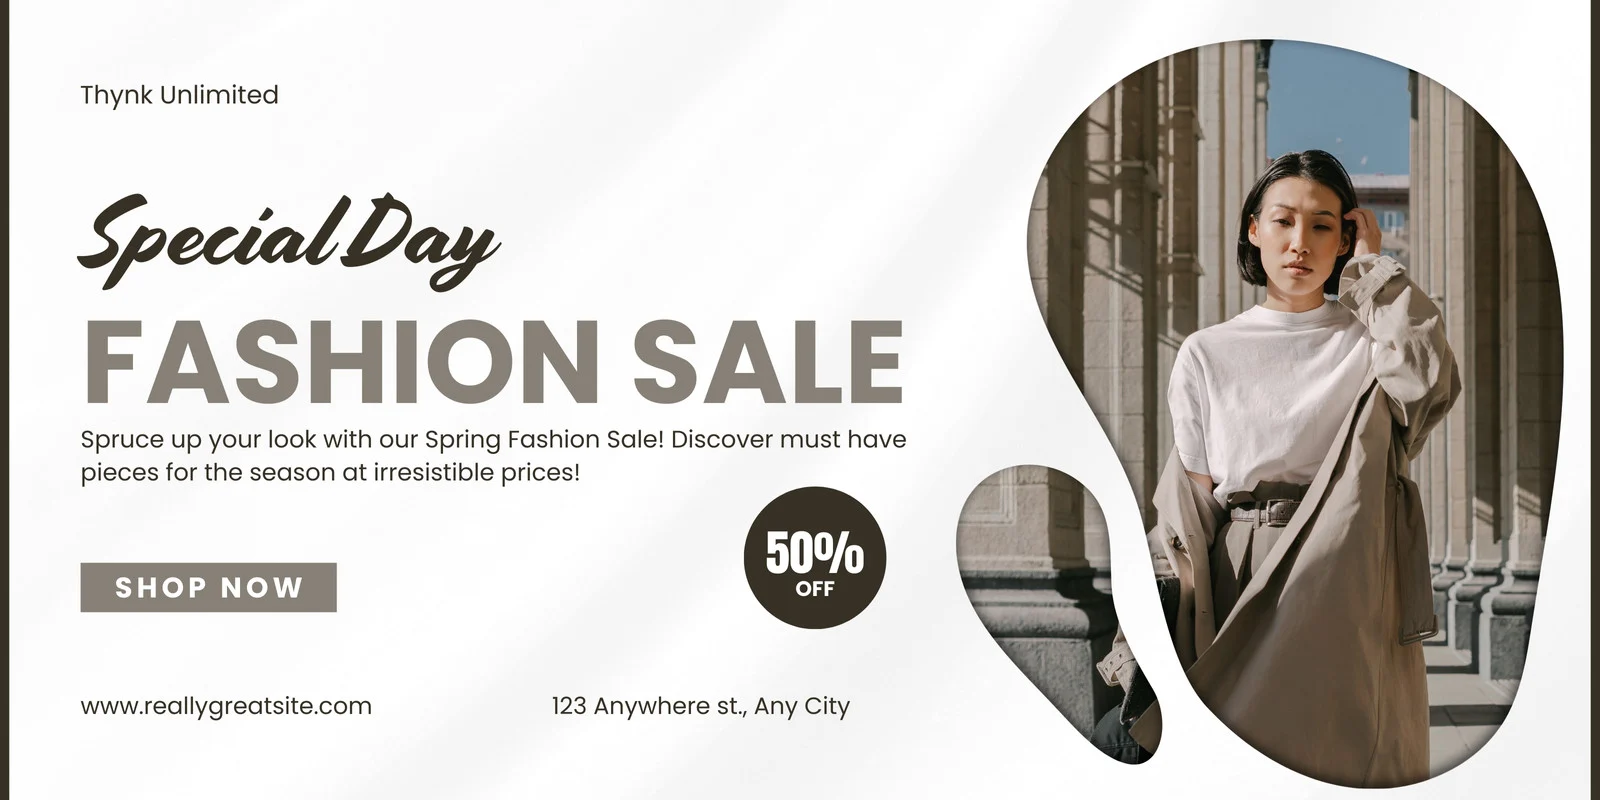 Thynk Unlimited
Special Day
FASHION SALE
Spruce up your look with our Spring Fashion Sale! Discover must have
pieces for the season at irresistible prices!
50%
OFF
SHOP NOW
www.reallygreatsite.com
123 Anywhere st., Any City